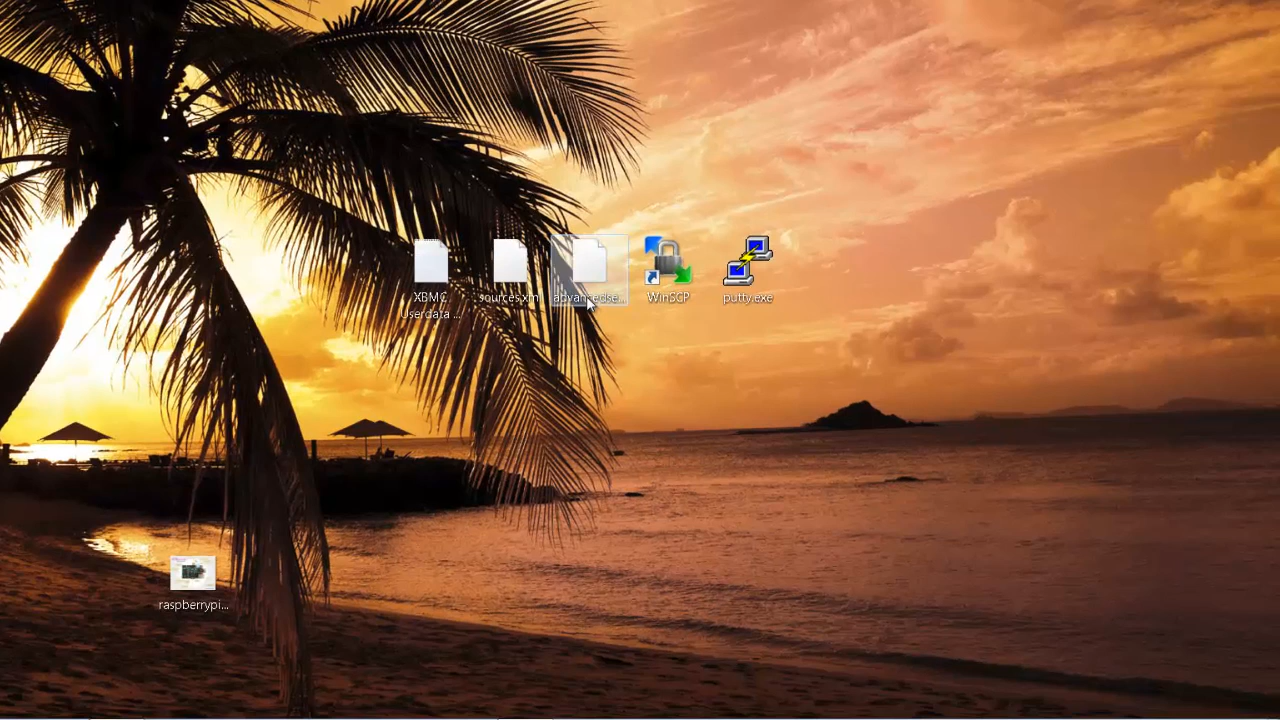 XBMC
Userdata ...
sources.xml
advancedse...
WinSCP
putty.exe
raspberrypi...